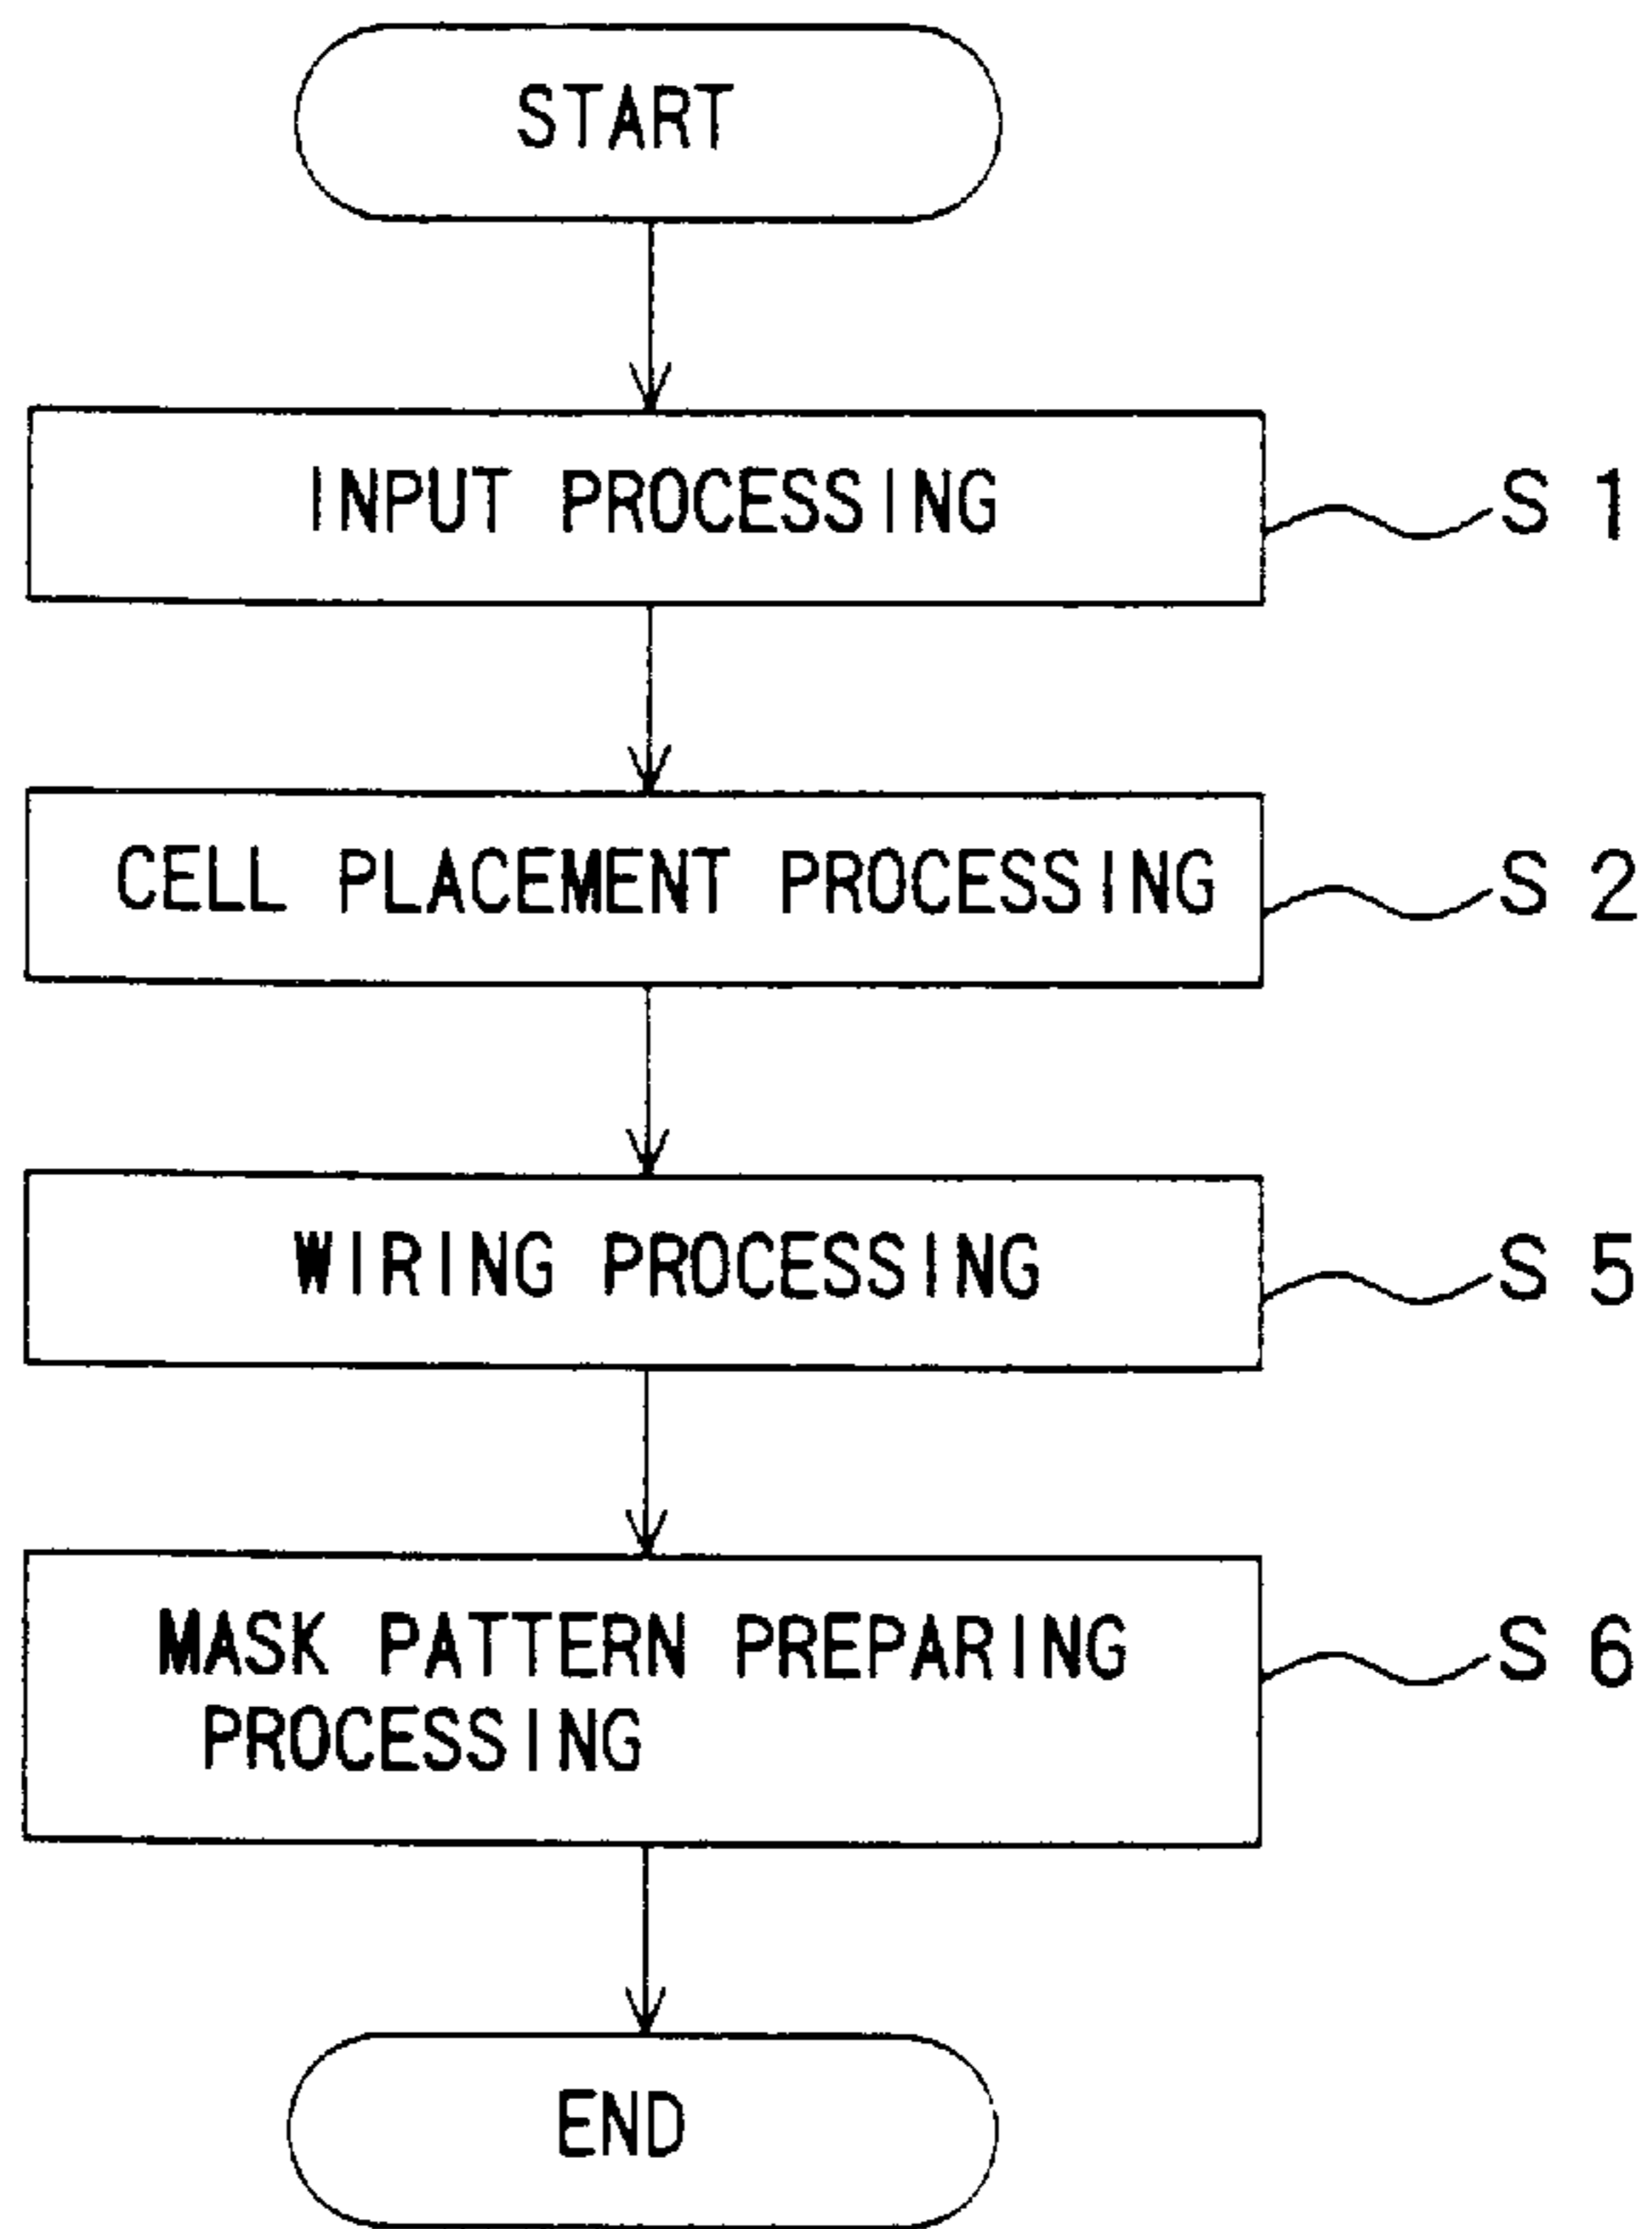 START
INPUT PROCESSING
S 1
CELL PLACEMENT PROCESSING
S 2
WIRING PROCESSING
S 5
MASK PATTERN PREPARING
PROCESSING
S 6
END